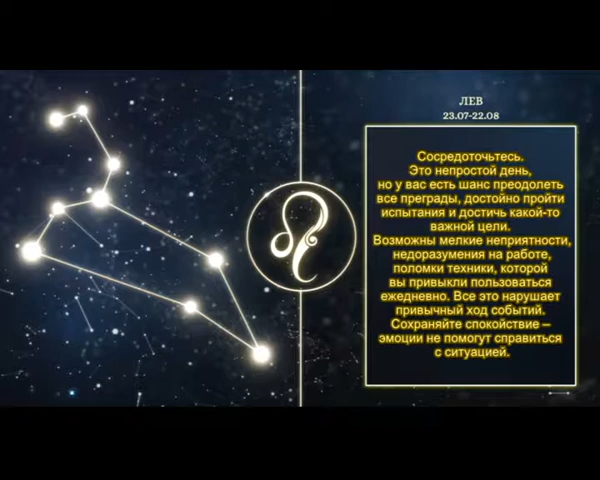 ЛЕВ
23.07-22.08
Сосредоточьтесь.
Это непростой день,
но у вас есть шанс преодолеть
все преграды, достойно пройти
испытания и достичь какой-то
важной цели.
Возможны мелкие неприятности,
недоразумения на работе,
поломки техники, которой
вы привыкли пользоваться
ежедневно. Все это нарушает
привычный ход событий.
Сохраняйте спокойствие –
эмоции не помогут справиться
с ситуацией.